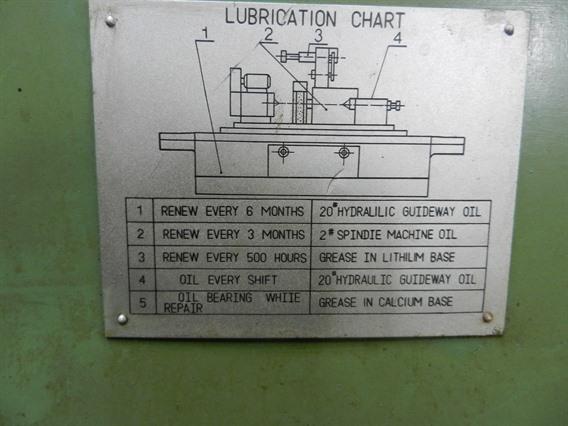 LUBRICATION CHART
1 2 3 4
1 RENEW EVERY 6 MONTHS 20# HYDRALILIC GUIDEWAY OIL
2 RENEW EVERY 3 MONTHS 2# SPINDIE MACHINE OIL
3 RENEW EVERY 500 HOURS GREASE IN LITHILIM BASE
4 OIL EVERY SHIFT 20# HYDRAULIC GUIDEWAY OIL
5 OIL BEARING WHIIE REPAIR GREASE IN CALCIUM BASE